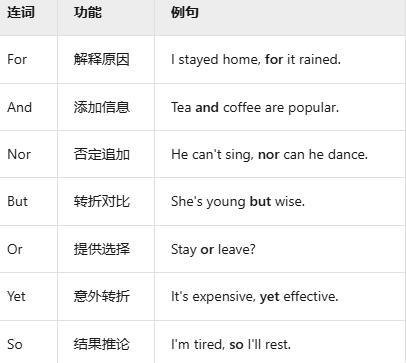 连词 功能 例句
For 解释原因 I stayed home, for it rained.
And 添加信息 Tea and coffee are popular.
Nor 否定追加 He can't sing, nor can he dance.
But 转折对比 She's young but wise.
Or 提供选择 Stay or leave?
Yet 意外转折 It's expensive, yet effective.
So 结果推论 I'm tired, so I'll rest.